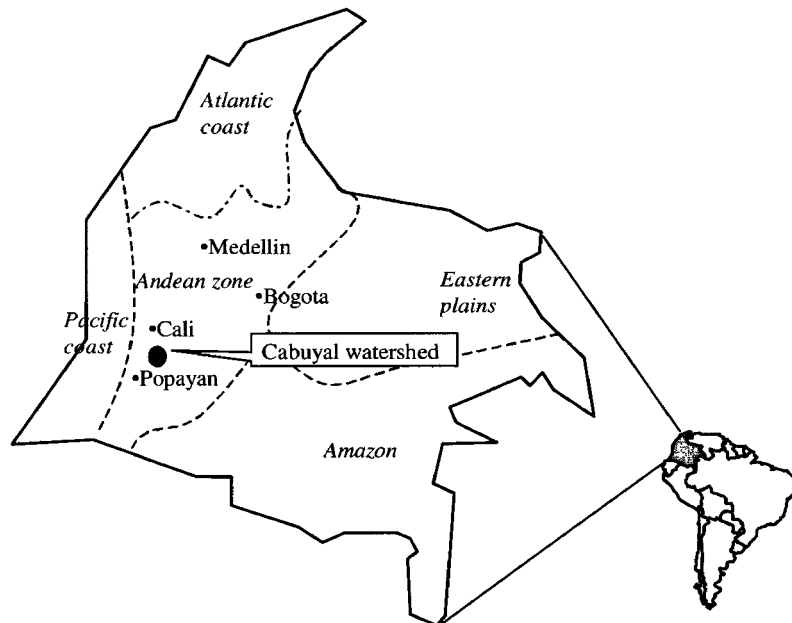 Atlantic
coast
Medellin
Andean zone
Bogota
Eastern
plains
Pacific
coast
Cali
Cabuyal watershed
Popayan
Amazon